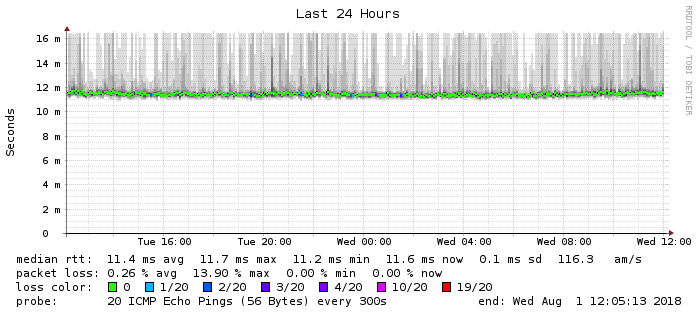 Last 24 Hours
RRDTOOL / TOBI OETIKER
Seconds
16 m
14 m
12 m
10 m
8 m
6 m
4 m
2 m
0
Tue 16:00 Tue 20:00 Wed 00:00 Wed 04:00 Wed 08:00 Wed 12:00
median rtt: 11.4 ms avg 11.7 ms max 11.2 ms min 11.6 ms now 0.1 ms sd 116.3 am/s
packet loss: 0.26 % avg 13.90 % max 0.00 % min 0.00 % now
loss color: 0 1/20 2/20 3/20 4/20 10/20 19/20
probe: 20 ICMP Echo Pings (56 Bytes) every 300s end: Wed Aug 1 12:05:13 2018